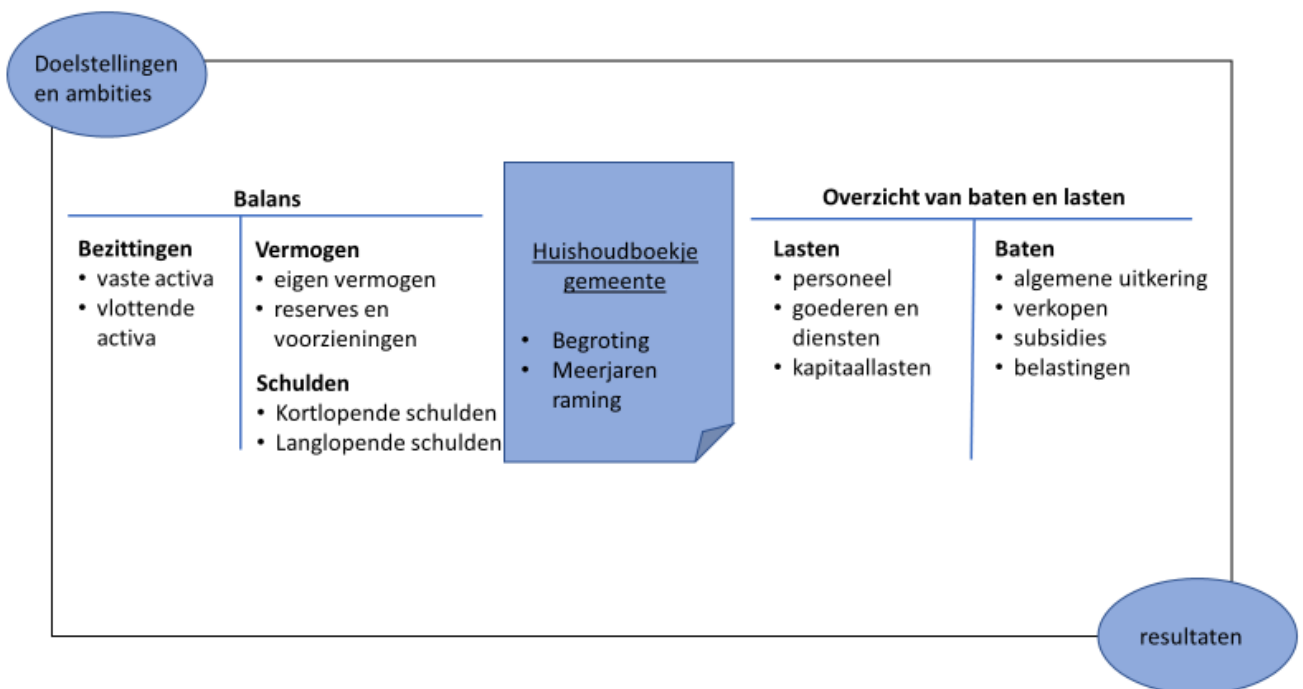 Doelstellingen
en ambities
Balans
Bezittingen
• vaste activa
• vlottende
activa
Vermogen
• eigen vermogen
• reserves en
voorzieningen
Schulden
• Kortlopende schulden
• Langlopende schulden
Huishoudboekje
gemeente
• Begroting
• Meerjaren
raming
Overzicht van baten en lasten
Lasten
• personeel
• goederen en
diensten
• kapitaallasten
Baten
• algemene uitkering
• verkopen
• subsidies
• belastingen
resultaten